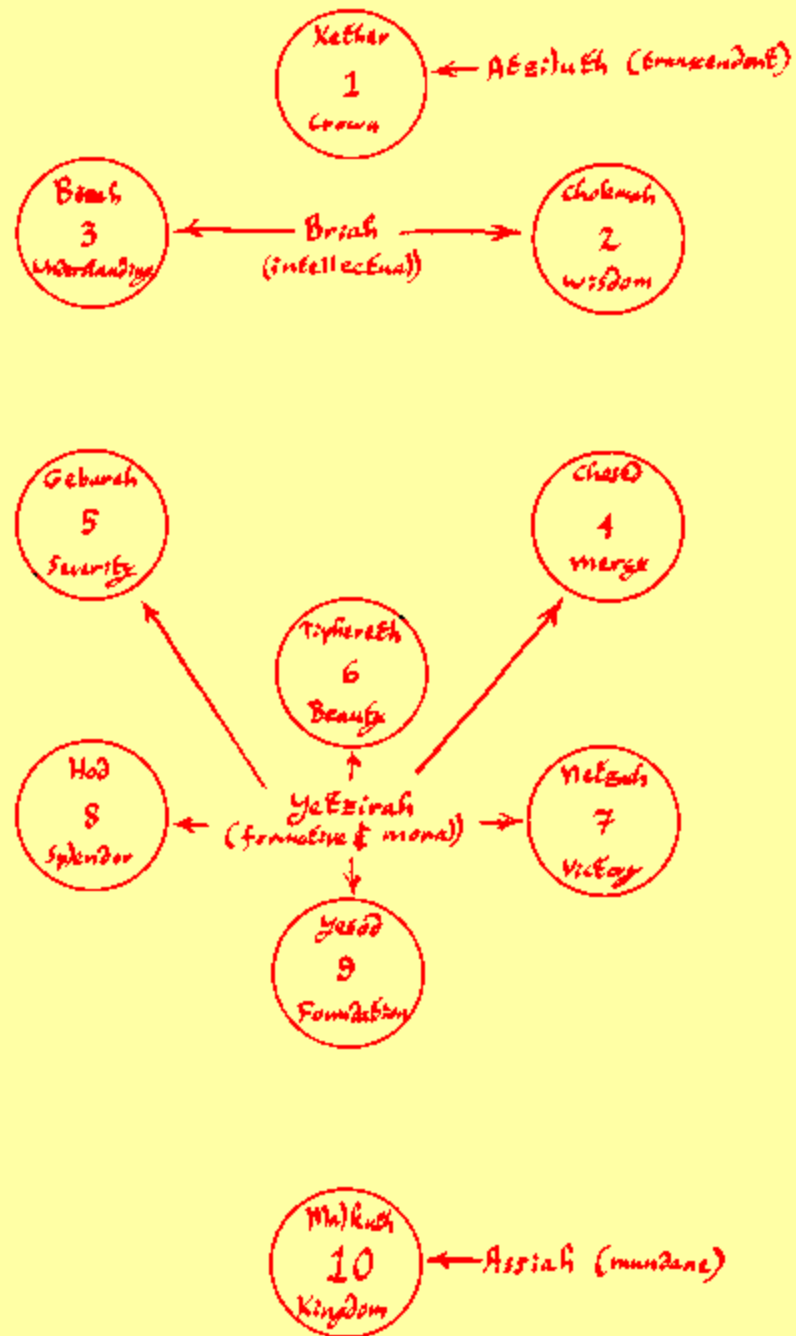 Kether
1
Crown
Atziluth (transcendent)
Binah
3
Understanding
Briah
(intellectual)
Chokmah
2
Wisdom
Geburah
5
Severity
Chesed
4
Merge
Tiphereth
6
Beauty
Hod
8
Splendor
Yetzirah
(formative & moral)
Netzah
7
Victory
Yesod
9
Foundation
Malkuth
10
Kingdom
Assiah (mundane)